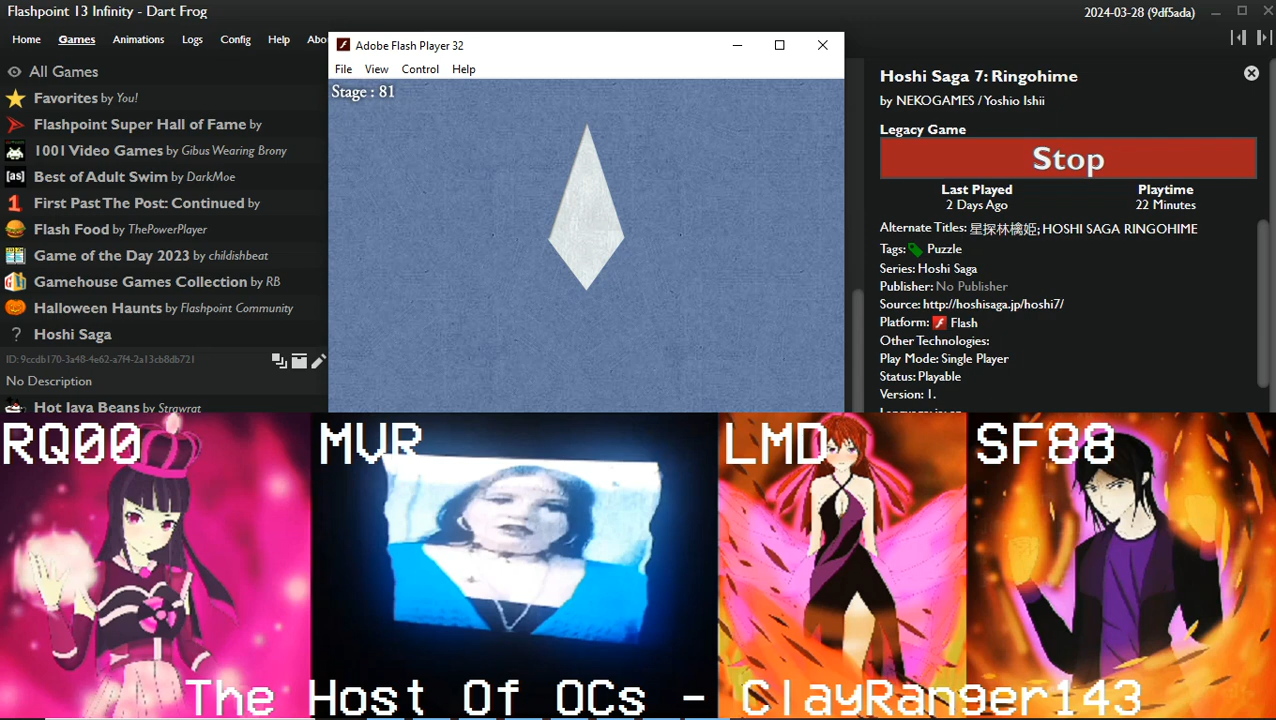 Flashpoint 13 Infinity - Dart Frog
2024-03-28 (9df5ada)
Home Games Animations Logs Config Help Abo
All Games
Favorites by You!
Flashpoint Super Hall of Fame by
1001 Video Games by Gibus Wearing Brony
[as] Best of Adult Swim by DarkMoe
1 First Past The Post: Continued by
Flash Food by ThePowerPlayer
Game of the Day 2023 by childishbeat
Gamehouse Games Collection by RB
Halloween Haunts by Flashpoint Community
? Hoshi Saga
ID: 9ccdb170-3a48-4e62-a7f4-2a13cb8db721
No Description
Hot Java Beans by Strawrat
Adobe Flash Player 32
File View Control Help
Stage : 81
Hoshi Saga 7: Ringohime
by NEKOGAMES / Yoshio Ishii
Legacy Game
Stop
Last Played Playtime
2 Days Ago 22 Minutes
Alternate Titles: 星探林檎姫; HOSHI SAGA RINGOHIME
Tags: Puzzle
Series: Hoshi Saga
Publisher: No Publisher
Source: http://hoshisaga.jp/hoshi7/
Platform: Flash
Other Technologies:
Play Mode: Single Player
Status: Playable
Version: 1.
RQ00 MVR LMD SF88
The Host Of OCs - ClayRanger143